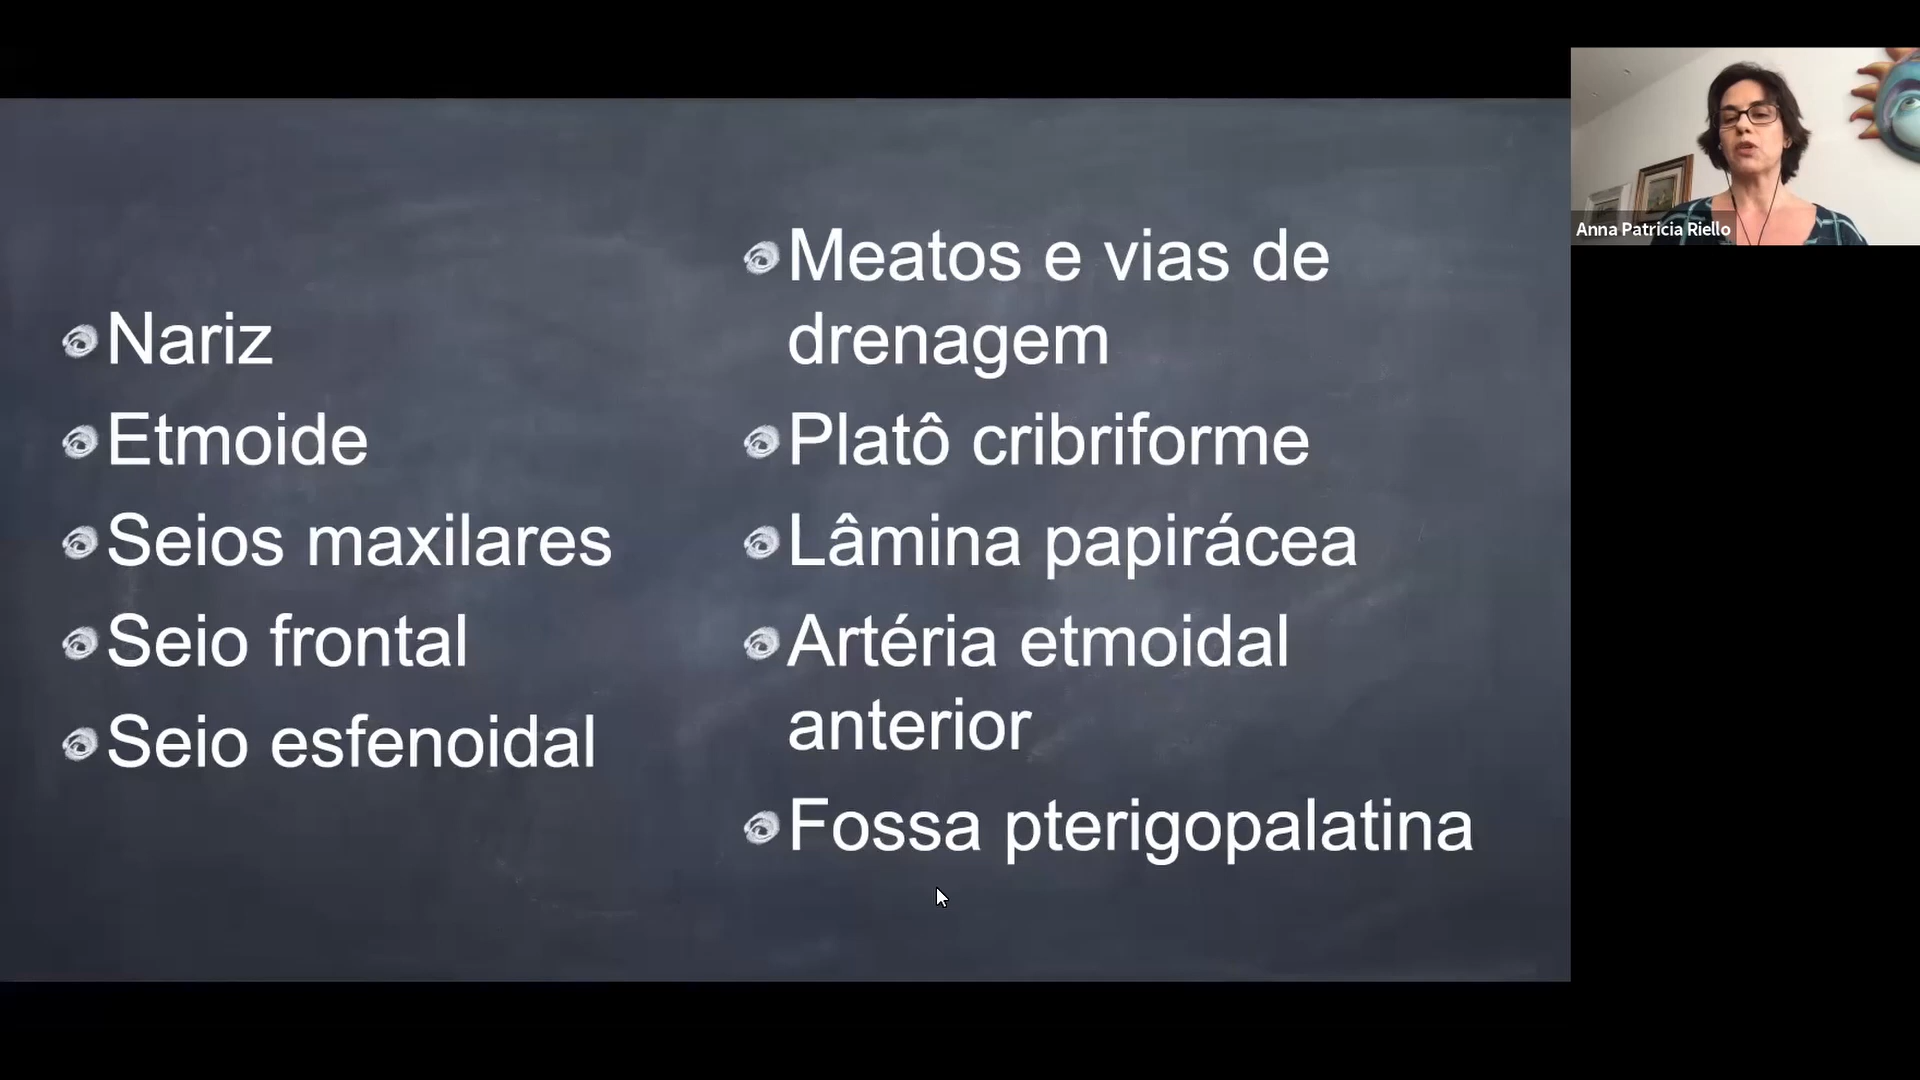 Nariz
Etmoide
Seios maxilares
Seio frontal
Seio esfenoidal
Meatos e vias de
drenagem
Platô cribriforme
Lâmina papirácea
Artéria etmoidal
anterior
Fossa pterigopalatina
Anna Patricia Riello